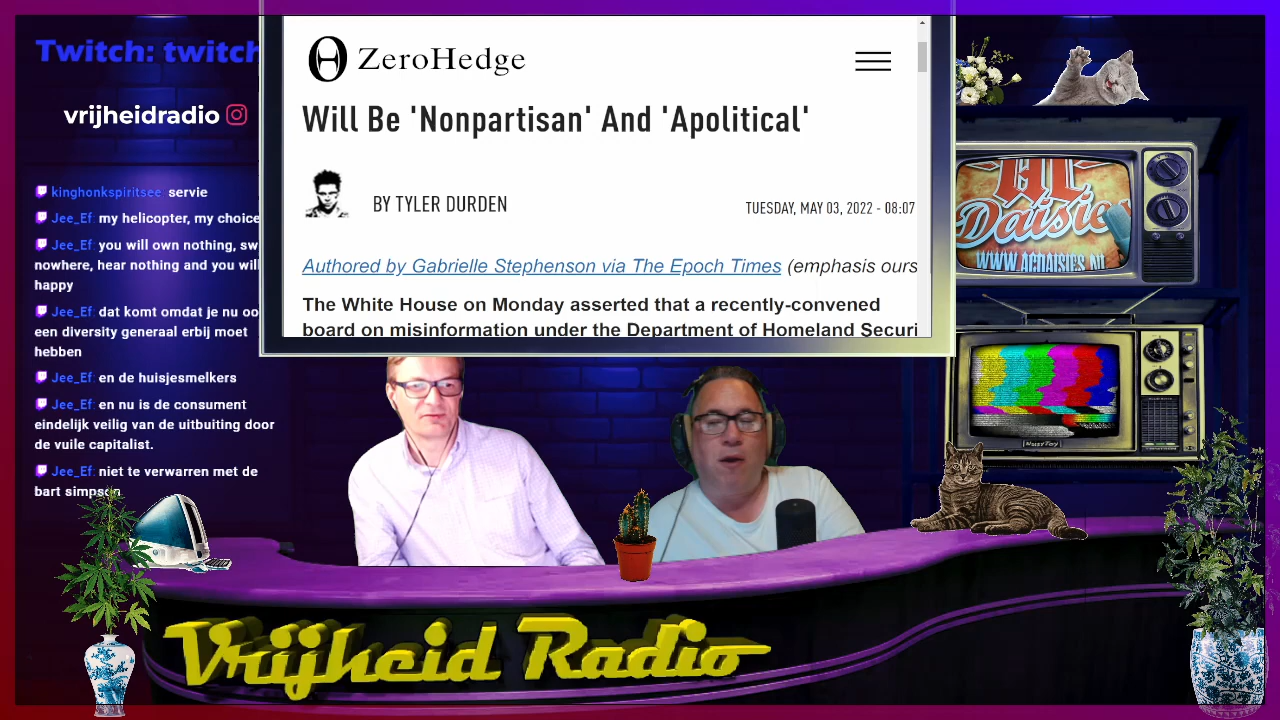 Twitch: twitch
vrijheidradio
kinghonkspiritsee: servie
Jee_Ef: my helicopter, my choice
Jee_Ef: you will own nothing, sw
nowhere, hear nothing and you wil
happy
Jee_Ef: dat komt omdat je nu oo
een diversity generaal erbij moet
hebben
Jee_Ef: en de huisjesmelkers
Jee_Ef: en nu is de consument
eindelijk veilig van de uitbuiting door
de vuile capitalist.
Jee_Ef: niet te verwarren met de
bart simpson
ZeroHedge
Will Be 'Nonpartisan' And 'Apolitical'
BY TYLER DURDEN
TUESDAY, MAY 03, 2022 - 08:07
Authored by Gabrielle Stephenson via The Epoch Times (emphasis ours
The White House on Monday asserted that a recently-convened
board on misinformation under the Department of Homeland Securi
Daisies
WWW.AGDAISIES.NL
Vrijheid Radio